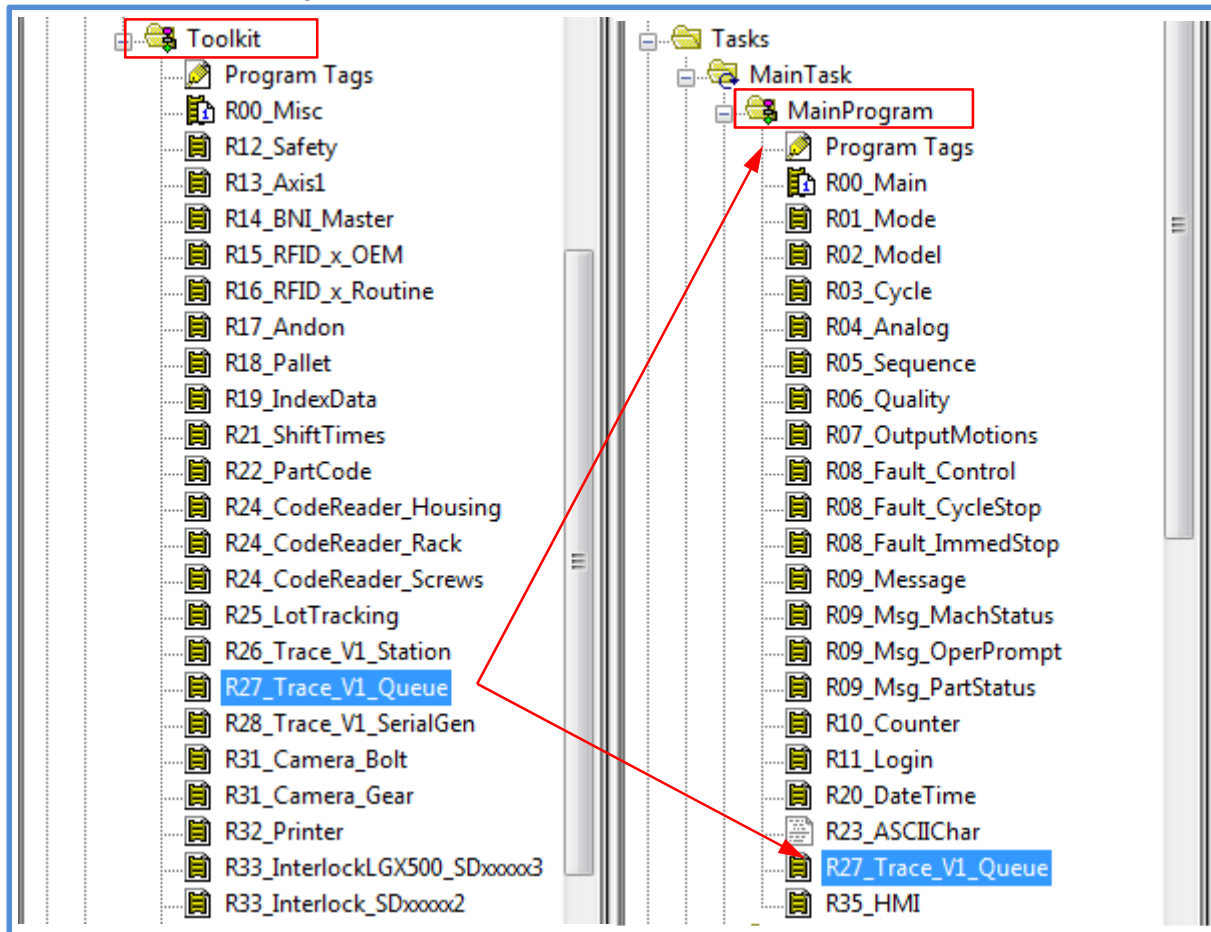 Toolkit
Program Tags
R00_Misc
R12_Safety
R13_Axis1
R14_BNI_Master
R15_RFID_x_OEM
R16_RFID_x_Routine
R17_Andon
R18_Pallet
R19_IndexData
R21_ShiftTimes
R22_PartCode
R24_CodeReader_Housing
R24_CodeReader_Rack
R24_CodeReader_Screws
R25_LotTracking
R26_Trace_V1_Station
R27_Trace_V1_Queue
R28_Trace_V1_SerialGen
R31_Camera_Bolt
R31_Camera_Gear
R32_Printer
R33_InterlockLGX500_SDxxxxx3
R33_Interlock_SDxxxxx2
Tasks
MainTask
MainProgram
Program Tags
R00_Main
R01_Mode
R02_Model
R03_Cycle
R04_Analog
R05_Sequence
R06_Quality
R07_OutputMotions
R08_Fault_Control
R08_Fault_CycleStop
R08_Fault_ImmedStop
R09_Message
R09_Msg_MachStatus
R09_Msg_OperPrompt
R09_Msg_PartStatus
R10_Counter
R11_Login
R20_DateTime
R23_ASCIIChar
R27_Trace_V1_Queue
R35_HMI